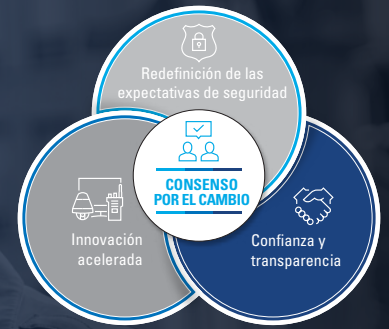 Redefinición de las
expectativas de seguridad
CONSENSO
POR EL CAMBIO
Innovación
acelerada
Confianza y
transparencia